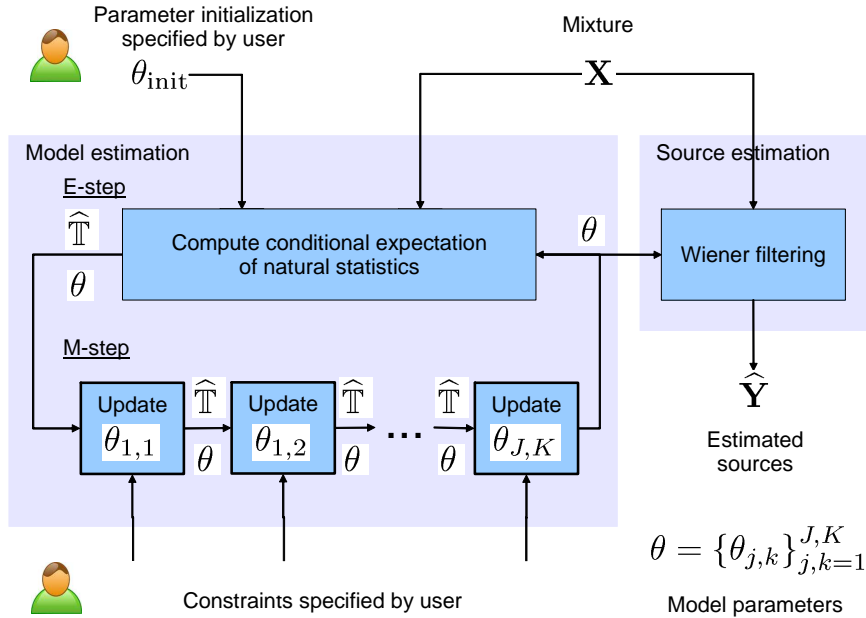 Parameter initialization
specified by user
θ_init
Mixture
X
Model estimation
Source estimation
E-step
T̂
θ
Compute conditional expectation
of natural statistics
θ
Wiener filtering
M-step
Update
θ_{1,1}
T̂
θ
Update
θ_{1,2}
T̂
θ
...
T̂
θ
Update
θ_{J,K}
Ŷ
Estimated
sources
θ = {θ_{j,k}}_{j,k=1}^{J,K}
Model parameters
Constraints specified by user